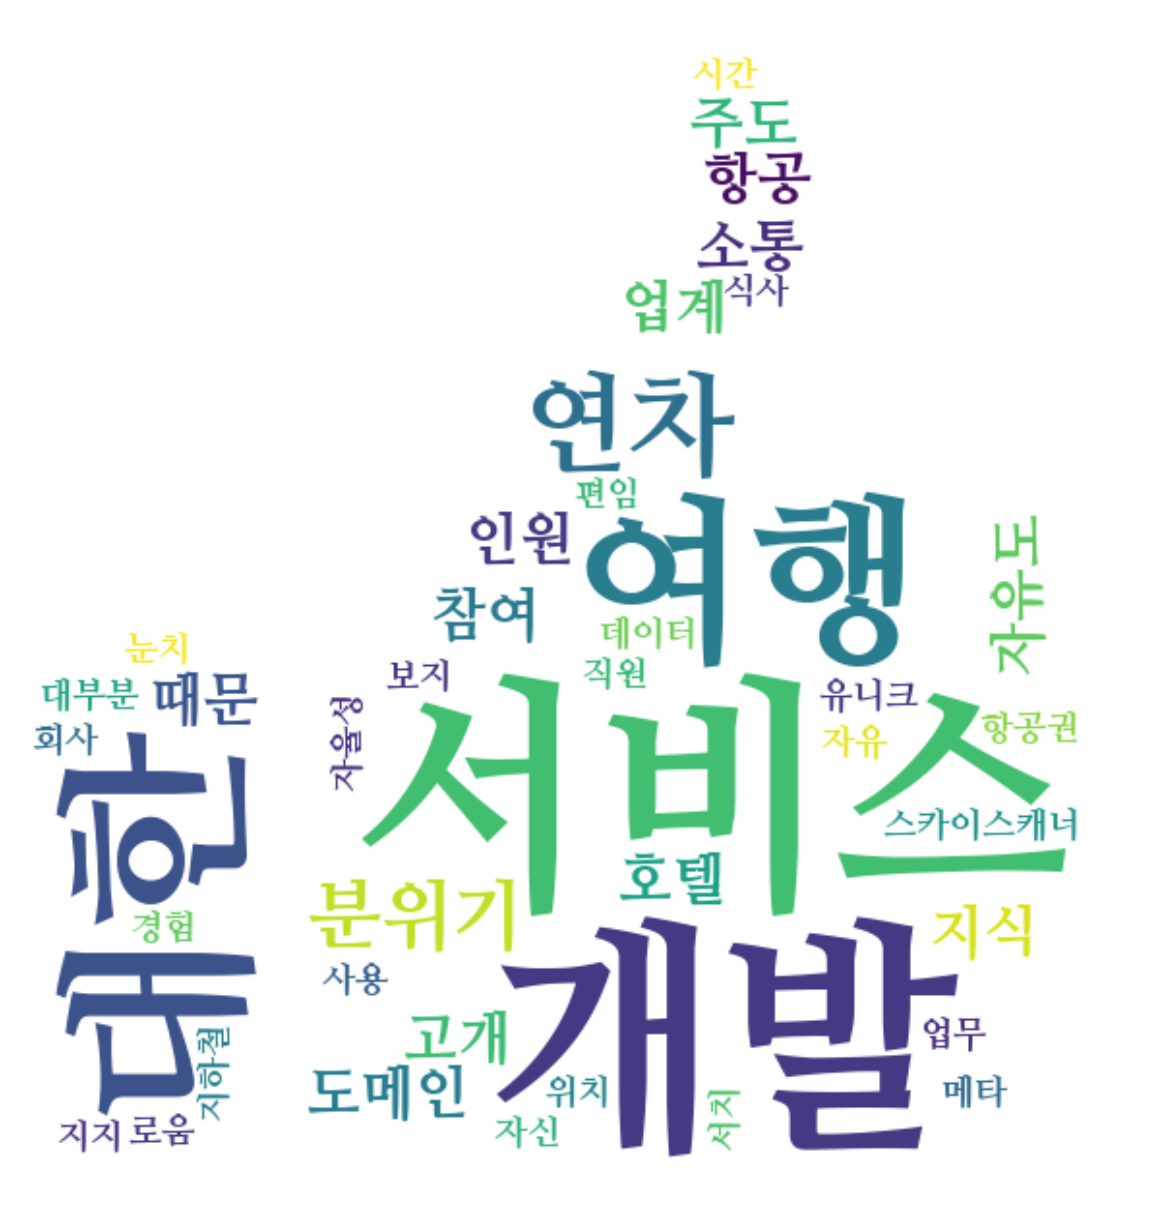 시간
주도
항공
소통
식사
업계
연차
편임
인원
여행
참여
데이터
자유도
눈치
대부분
때문
회사
보지
직원
유니크
자율성
서비스
자유
항공권
스카이스캐너
대한
호텔
분위기
경험
지식
개발
사용
고개
업무
지하철
도메인
위치
메타
서치
지지
로움
자신